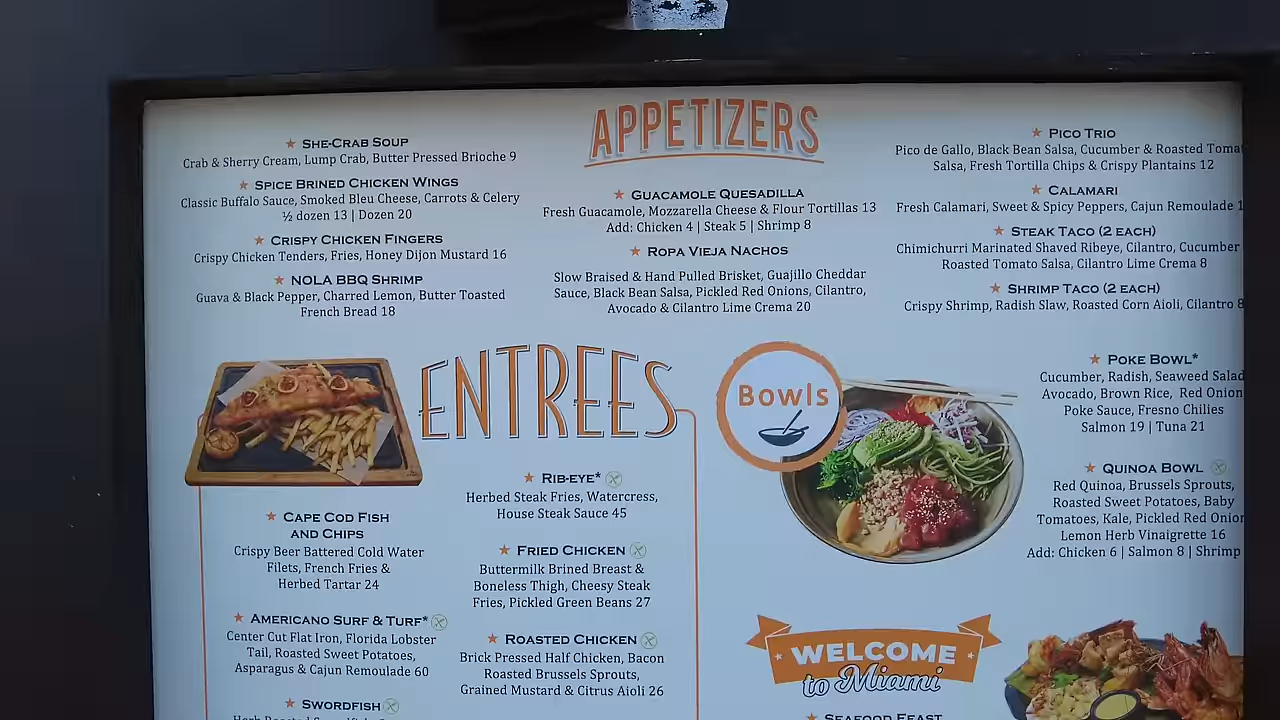 APPETIZERS
★ SHE-CRAB SOUP
Crab & Sherry Cream, Lump Crab, Butter Pressed Brioche 9
★ SPICE BRINED CHICKEN WINGS
Classic Buffalo Sauce, Smoked Bleu Cheese, Carrots & Celery
½ dozen 13 | Dozen 20
★ CRISPY CHICKEN FINGERS
Crispy Chicken Tenders, Fries, Honey Dijon Mustard 16
★ NOLA BBQ SHRIMP
Guava & Black Pepper, Charred Lemon, Butter Toasted
French Bread 18
★ GUACAMOLE QUESADILLA
Fresh Guacamole, Mozzarella Cheese & Flour Tortillas 13
Add: Chicken 4 | Steak 5 | Shrimp 8
★ ROPA VIEJA NACHOS
Slow Braised & Hand Pulled Brisket, Guajillo Cheddar
Sauce, Black Bean Salsa, Pickled Red Onions, Cilantro,
Avocado & Cilantro Lime Crema 20
★ PICO TRIO
Pico de Gallo, Black Bean Salsa, Cucumber & Roasted
Salsa, Fresh Tortilla Chips & Crispy Plantains 12
★ CALAMARI
Fresh Calamari, Sweet & Spicy Peppers, Cajun Remoulade
★ STEAK TACO (2 EACH)
Chimichurri Marinated Shaved Ribeye, Cilantro, Cucumber
Roasted Tomato Salsa, Cilantro Lime Crema 8
★ SHRIMP TACO (2 EACH)
Crispy Shrimp, Radish Slaw, Roasted Corn Aioli, Cilantro 8
ENTREES
★ CAPE COD FISH
AND CHIPS
Crispy Beer Battered Cold Water
Filets, French Fries &
Herbed Tartar 24
★ AMERICANO SURF & TURF*
Center Cut Flat Iron, Florida Lobster
Tail, Roasted Sweet Potatoes,
Asparagus & Cajun Remoulade 60
★ SWORDFISH
★ RIB-EYE*
Herbed Steak Fries, Watercress,
House Steak Sauce 45
★ FRIED CHICKEN
Buttermilk Brined Breast &
Boneless Thigh, Cheesy Steak
Fries, Pickled Green Beans 27
★ ROASTED CHICKEN
Brick Pressed Half Chicken, Bacon
Roasted Brussels Sprouts,
Grained Mustard & Citrus Aioli 26
Bowls
★ POKE BOWL*
Cucumber, Radish, Seaweed Salad
Avocado, Brown Rice, Red Onion
Poke Sauce, Fresno Chilies
Salmon 19 | Tuna 21
★ QUINOA BOWL
Red Quinoa, Brussels Sprouts,
Roasted Sweet Potatoes, Baby
Tomatoes, Kale, Pickled Red Onion
Lemon Herb Vinaigrette 16
Add: Chicken 6 | Salmon 8 | Shrimp
WELCOME
to Miami
★ SEAFOOD FEAST